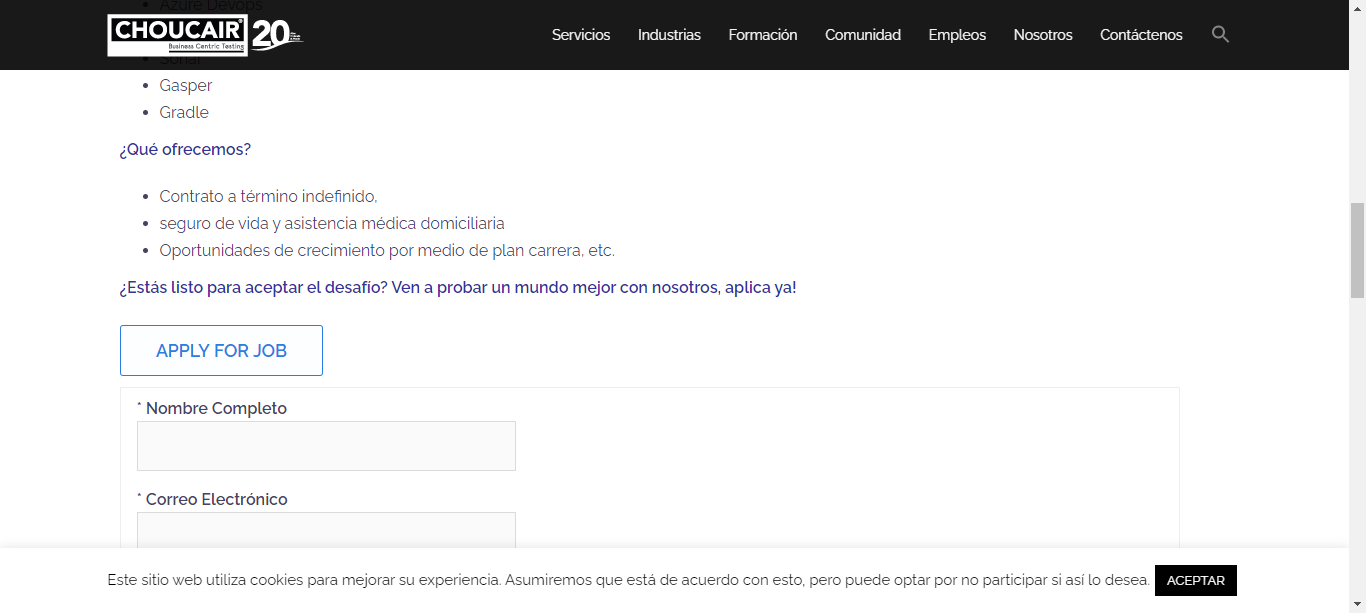 Azure Devops
CHOUCAIR
Business Centric Testing
20
Servicios
Industrias
Formación
Comunidad
Empleos
Nosotros
Contáctenos
Sonar
Gasper
Gradle
¿Qué ofrecemos?
Contrato a término indefinido,
seguro de vida y asistencia médica domiciliaria
Oportunidades de crecimiento por medio de plan carrera, etc.
¿Estás listo para aceptar el desafío? Ven a probar un mundo mejor con nosotros, aplica ya!
APPLY FOR JOB
* Nombre Completo
* Correo Electrónico
Este sitio web utiliza cookies para mejorar su experiencia. Asumiremos que está de acuerdo con esto, pero puede optar por no participar si así lo desea.
ACEPTAR